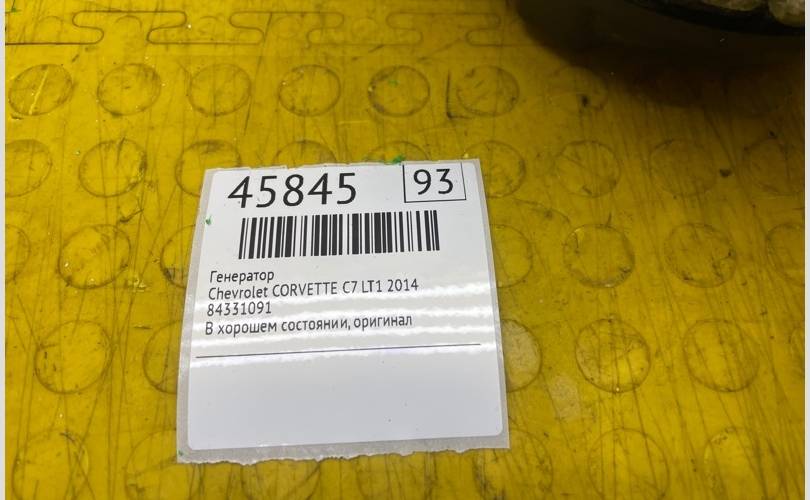 45845 93
Генератор
Chevrolet CORVETTE C7 LT1 2014
84331091
В хорошем состоянии, оригинал